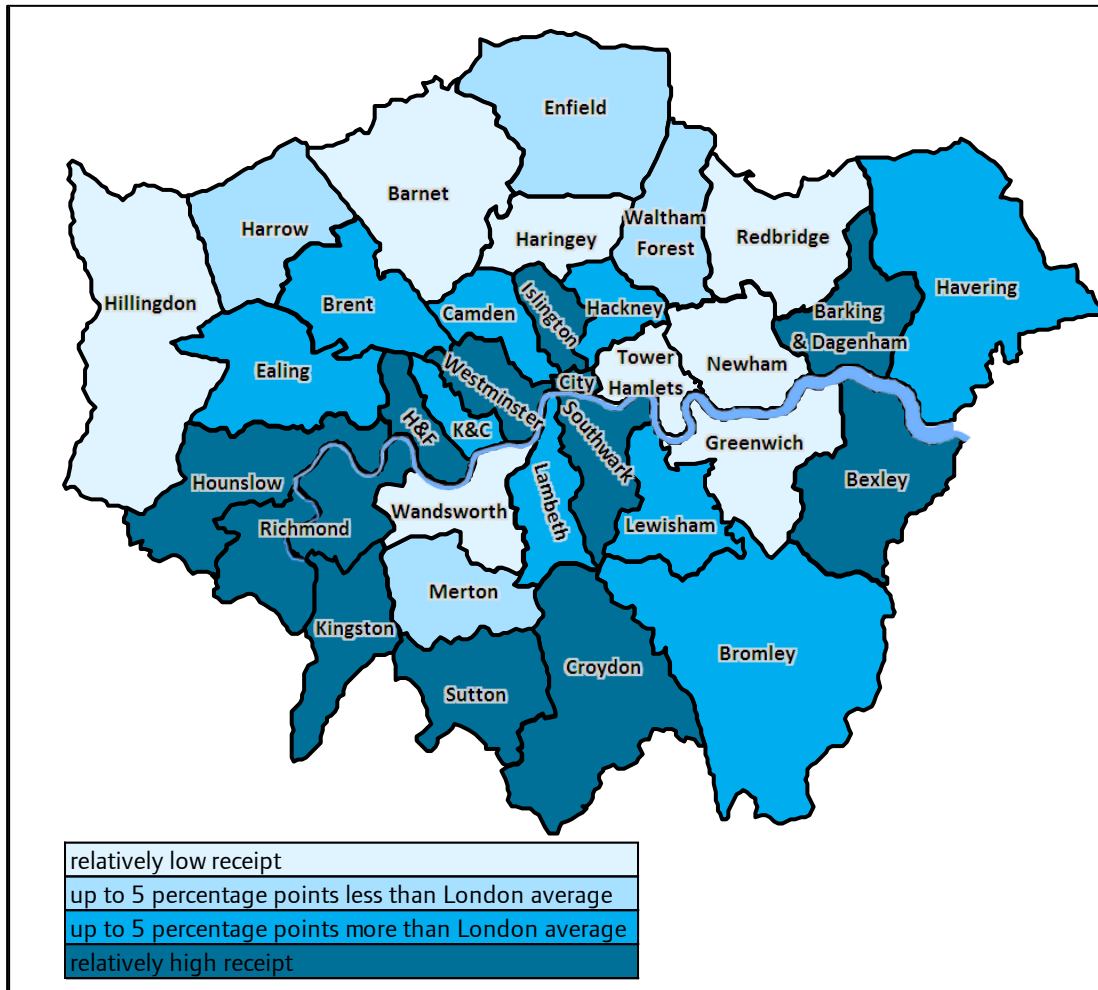 Enfield
Barnet
Harrow
Haringey
Waltham
Forest
Redbridge
Hillingdon
Brent
Camden
Islington
Hackney
Havering
Barking
& Dagenham
Ealing
Westminster
City
Tower
Hamlets
Newham
H&F
K&C
Southwark
Greenwich
Hounslow
Bexley
Richmond
Wandsworth
Lambeth
Lewisham
Merton
Kingston
Sutton
Croydon
Bromley
relatively low receipt
up to 5 percentage points less than London average
up to 5 percentage points more than London average
relatively high receipt